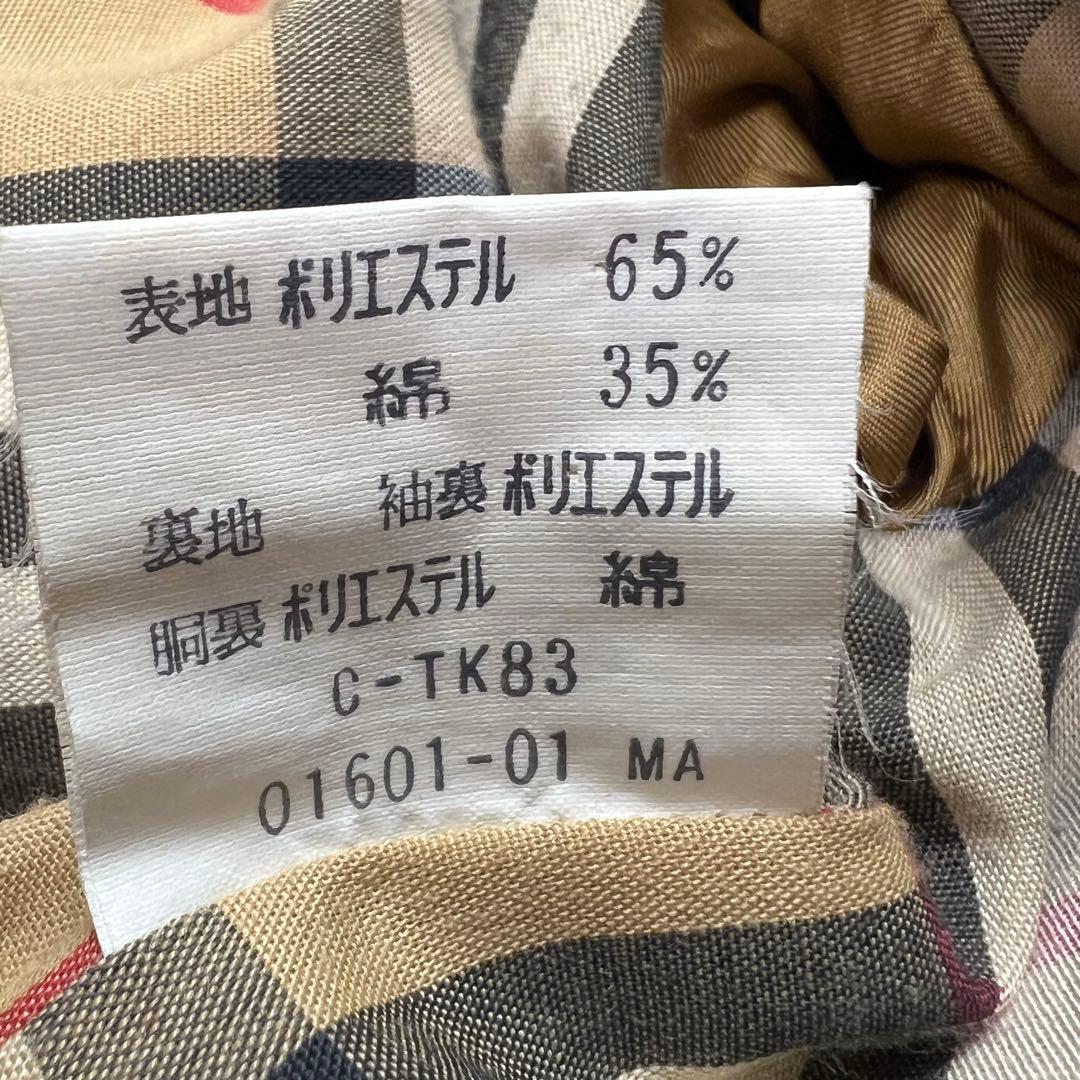 表地 ポリエステル 65%
綿 35%
裏地 袖裏 ポリエステル
胴裏 ポリエステル 綿
C-TK83
01601-01 MA